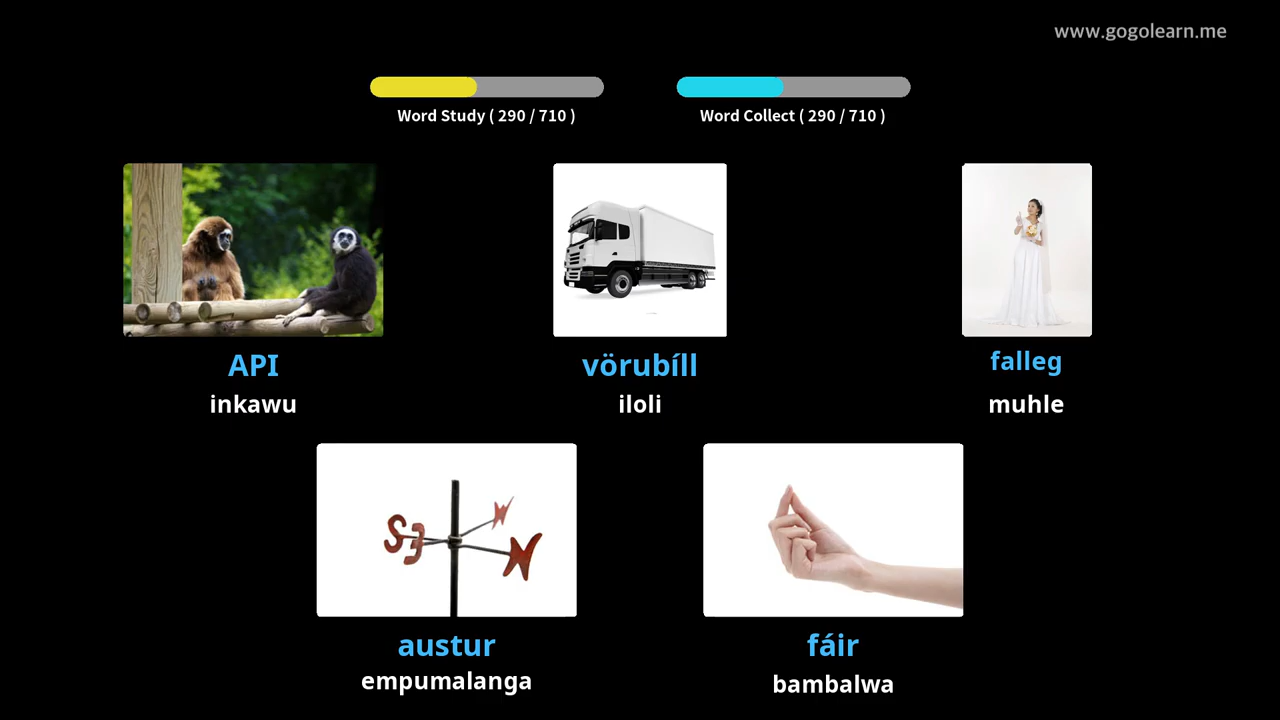 www.gogolearn.me
Word Study ( 290 / 710 )
Word Collect ( 290 / 710 )
API
inkawu
vörubíll
iloli
falleg
muhle
S
E
N
austur
empumalanga
fáir
bambalwa